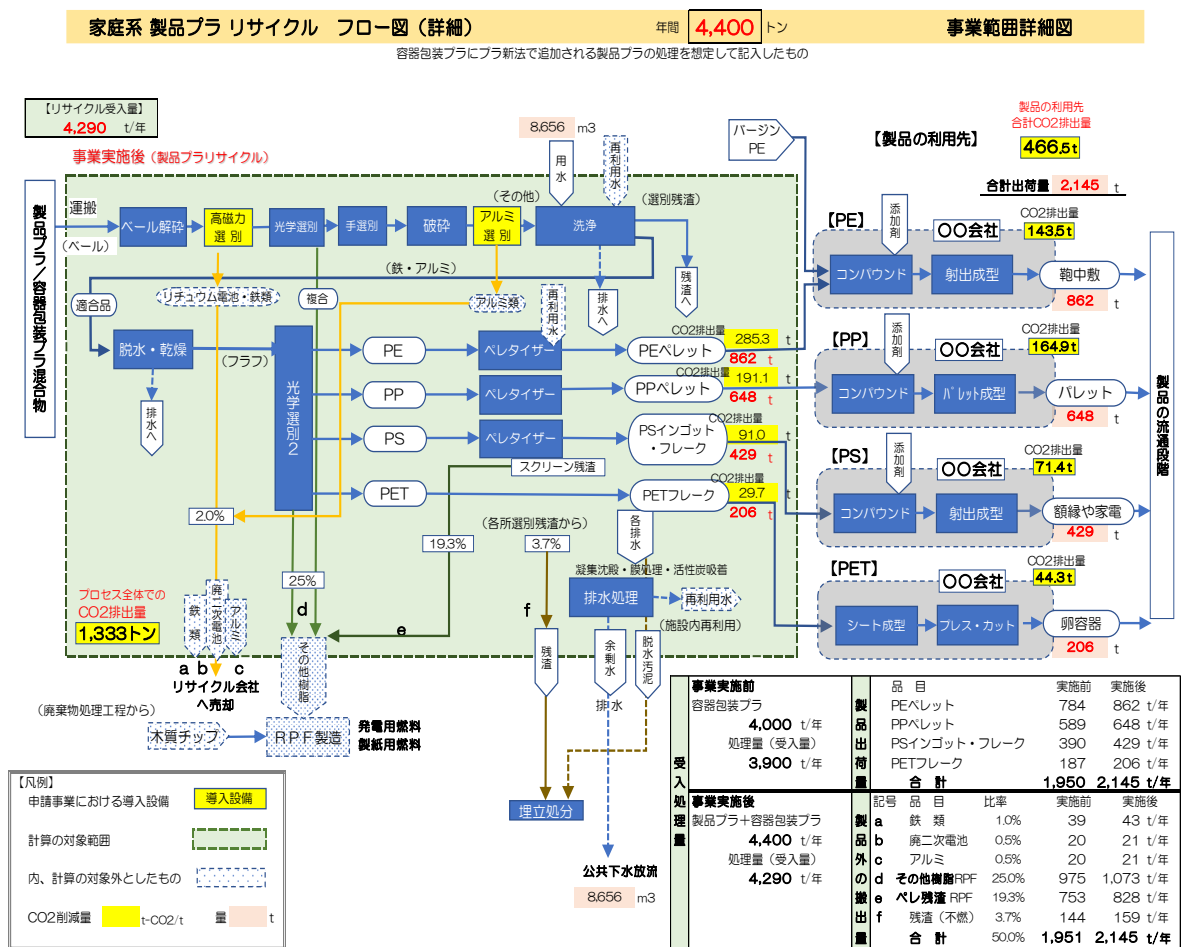 家庭系 製品プラ リサイクル　フロー図（詳細）
年間 4,400 トン
事業範囲詳細図
容器包装プラにプラ新法で追加される製品プラの処理を想定して記入したもの
【リサイクル受入量】
4,290 t/年
事業実施後（製品プラリサイクル）
8,656 m3
用水
再利用水
バージン
PE
【製品の利用先】
製品の利用先
合計CO2排出量
466.5t
合計出荷量 2,145 t
製品プラ／容器包装プラ混合物
運搬
（ベール）
ベール解砕
高磁力
選別
光学選別
手選別
破砕
（その他）
アルミ
選別
洗浄
（選別残渣）
（鉄・アルミ）
適合品
リチュウム電池・鉄類
複合
アルミ類
再利用水
排水へ
残渣へ
脱水・乾燥
（フラフ）
排水へ
光学選別2
PE
ペレタイザー
PEペレット
CO2排出量
285.3 t
862 t
PP
ペレタイザー
PPペレット
CO2排出量
191.1 t
648 t
PS
ペレタイザー
PSインゴット
・フレーク
CO2排出量
91.0 t
429 t
スクリーン残渣
PET
PETフレーク
CO2排出量
29.7 t
206 t
2.0%
19.3%
（各所選別残渣から）
3.7%
各排水
25%
凝集沈殿・膜処理・活性炭吸着
排水処理
再利用水
（施設内再利用）
プロセス全体での
CO2排出量
1,333トン
鉄類
廃二次電池
アルミ
a b c
d
e
f
リサイクル会社
へ売却
その他樹脂
残渣
余剰水
脱水汚泥
排水
（廃棄物処理工程から）
木質チップ
RPF製造
発電用燃料
製紙用燃料
埋立処分
公共下水放流
8,656 m3
【PE】
添加剤
〇〇会社
CO2排出量
143.5t
コンパウンド
射出成型
鞄中敷
862 t
【PP】
添加剤
〇〇会社
CO2排出量
164.9t
コンパウンド
パレット成型
パレット
648 t
【PS】
添加剤
〇〇会社
CO2排出量
71.4t
コンパウンド
射出成型
額縁や家電
429 t
【PET】
〇〇会社
CO2排出量
44.3t
シート成型
プレス・カット
卵容器
206 t
製品の流通段階
【凡例】
申請事業における導入設備 導入設備
計算の対象範囲
内、計算の対象外としたもの
CO2削減量 t-CO2/t 量 t
受入処理量
事業実施前
容器包装プラ
4,000 t/年
処理量（受入量）
3,900 t/年
事業実施後
製品プラ+容器包装プラ
4,400 t/年
処理量（受入量）
4,290 t/年
製品出荷量
品 目 実施前 実施後
PEペレット 784 862 t/年
PPペレット 589 648 t/年
PSインゴット・フレーク 390 429 t/年
PETフレーク 187 206 t/年
合 計 1,950 2,145 t/年
製品外の搬出量
記号 品 目 比率 実施前 実施後
a 鉄 類 1.0% 39 43 t/年
b 廃二次電池 0.5% 20 21 t/年
c アルミ 0.5% 20 21 t/年
d その他樹脂RPF 25.0% 975 1,073 t/年
e ペレ残渣 RPF 19.3% 753 828 t/年
f 残渣（不燃） 3.7% 144 159 t/年
合 計 50.0% 1,951 2,145 t/年